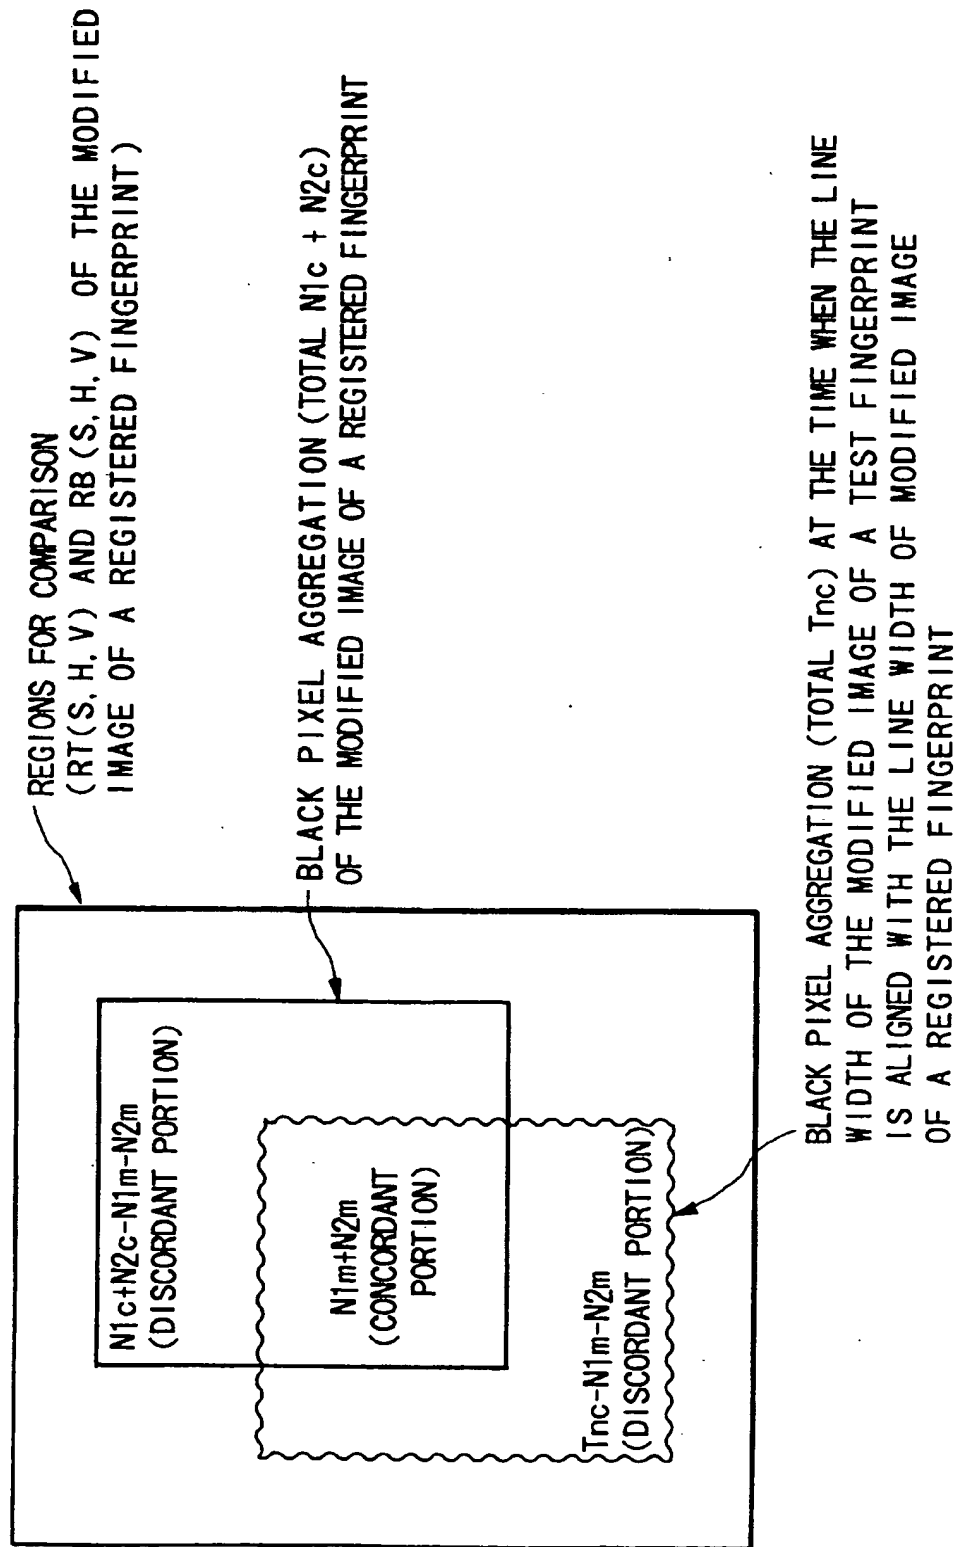 REGIONS FOR COMPARISON
(RT(S, H, V) AND RB(S, H, V) OF THE MODIFIED
IMAGE OF A REGISTERED FINGERPRINT)
BLACK PIXEL AGGREGATION (TOTAL N1c + N2c)
OF THE MODIFIED IMAGE OF A REGISTERED FINGERPRINT
N1c+N2c-N1m-N2m
(DISCORDANT PORTION)
N1m+N2m
(CONCORDANT
PORTION)
Tnc-N1m-N2m
(DISCORDANT PORTION)
BLACK PIXEL AGGREGATION (TOTAL Tnc) AT THE TIME WHEN THE LINE
WIDTH OF THE MODIFIED IMAGE OF A TEST FINGERPRINT
IS ALIGNED WITH THE LINE WIDTH OF MODIFIED IMAGE
OF A REGISTERED FINGERPRINT